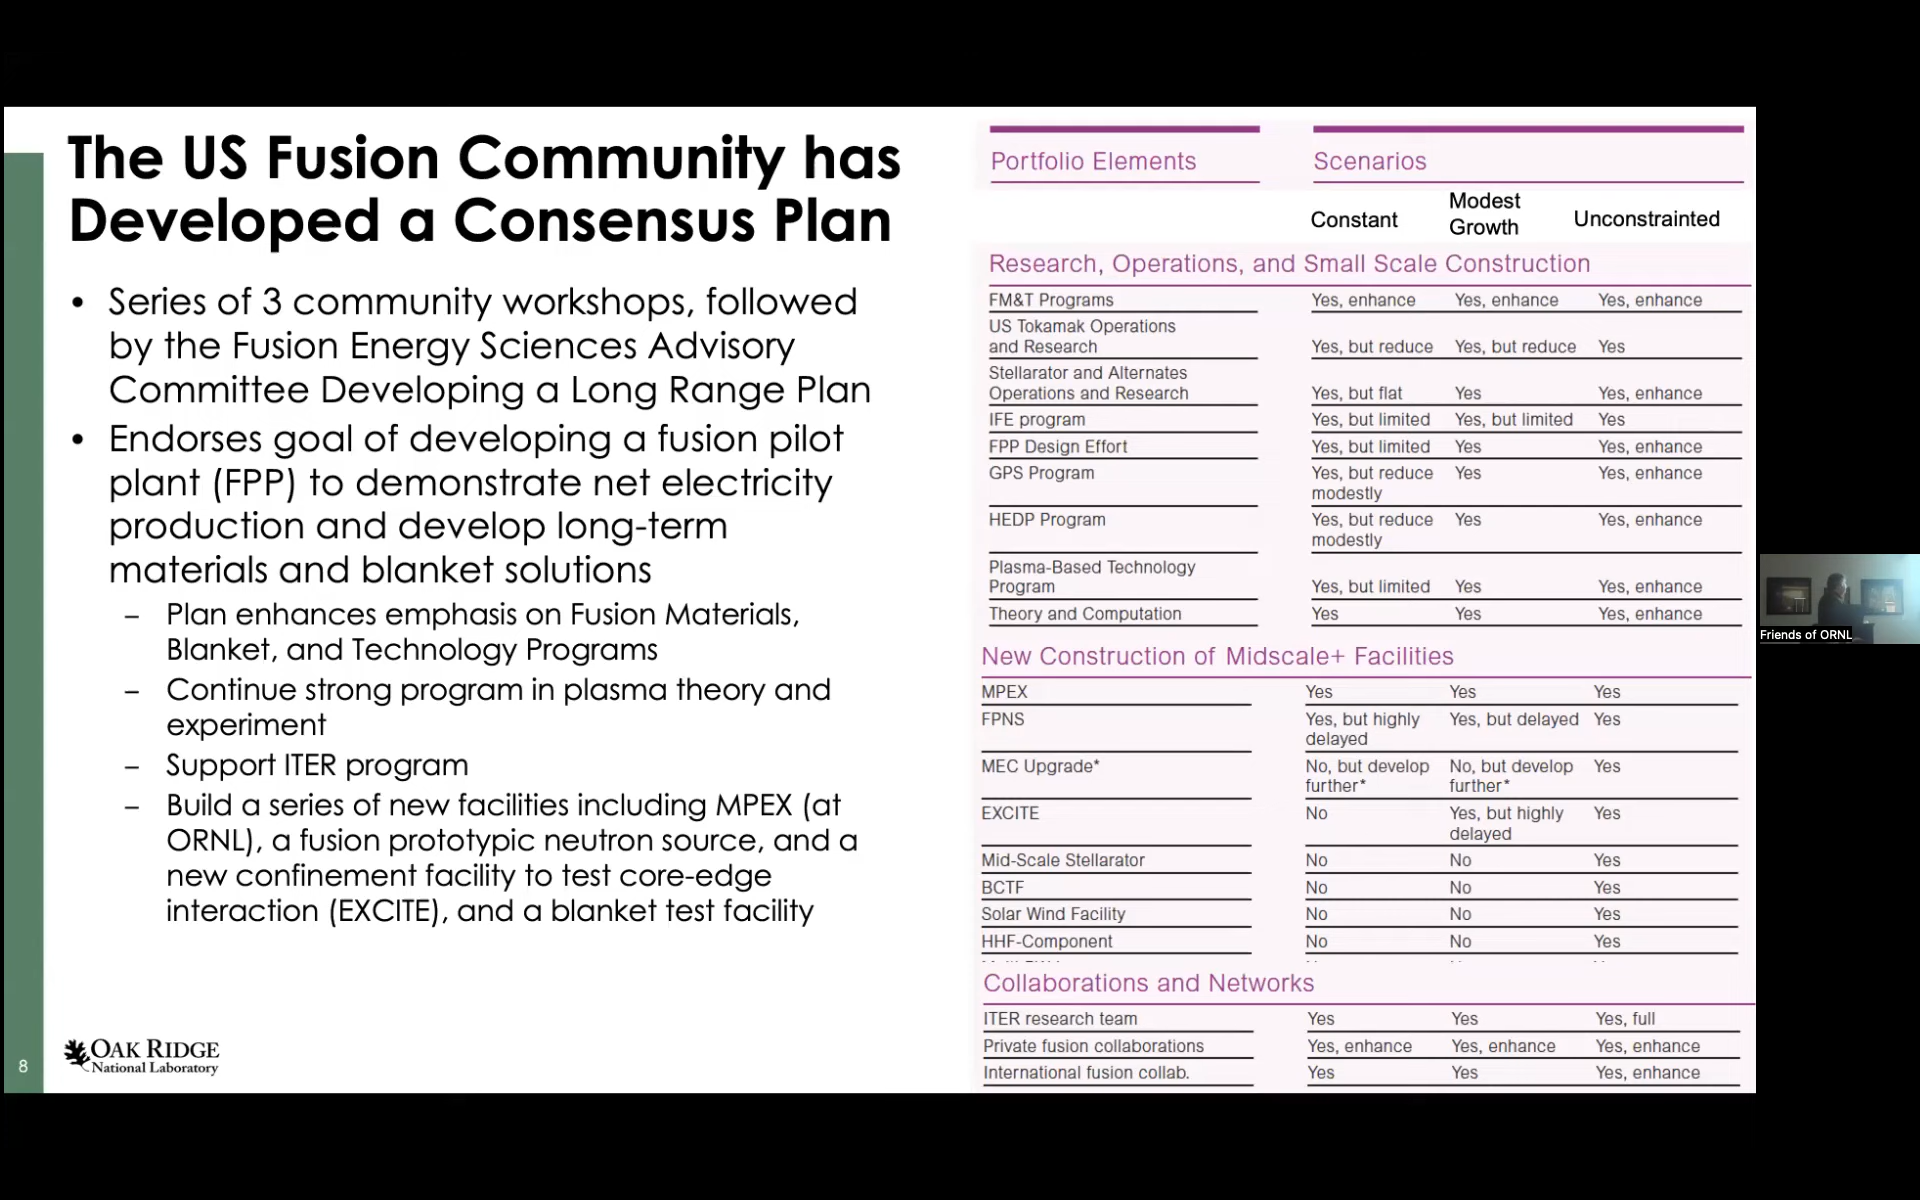 The US Fusion Community has
Developed a Consensus Plan
• Series of 3 community workshops, followed
by the Fusion Energy Sciences Advisory
Committee Developing a Long Range Plan
• Endorses goal of developing a fusion pilot
plant (FPP) to demonstrate net electricity
production and develop long-term
materials and blanket solutions
– Plan enhances emphasis on Fusion Materials,
Blanket, and Technology Programs
– Continue strong program in plasma theory and
experiment
– Support ITER program
– Build a series of new facilities including MPEX (at
ORNL), a fusion prototypic neutron source, and a
new confinement facility to test core-edge
interaction (EXCITE), and a blanket test facility
8
OAK RIDGE
National Laboratory
Portfolio Elements Scenarios
Constant Modest Growth Unconstrainted
Research, Operations, and Small Scale Construction
FM&T Programs Yes, enhance Yes, enhance Yes, enhance
US Tokamak Operations
and Research Yes, but reduce Yes, but reduce Yes
Stellarator and Alternates
Operations and Research Yes, but flat Yes Yes, enhance
IFE program Yes, but limited Yes, but limited Yes
FPP Design Effort Yes, but limited Yes Yes, enhance
GPS Program Yes, but reduce Yes Yes, enhance
modestly
HEDP Program Yes, but reduce Yes Yes, enhance
modestly
Plasma-Based Technology
Program Yes, but limited Yes Yes, enhance
Theory and Computation Yes Yes Yes, enhance
New Construction of Midscale+ Facilities
MPEX Yes Yes Yes
FPNS Yes, but highly Yes, but delayed Yes
delayed
MEC Upgrade* No, but develop No, but develop Yes
further* further*
EXCITE No Yes, but highly Yes
delayed
Mid-Scale Stellarator No No Yes
BCTF No No Yes
Solar Wind Facility No No Yes
HHF-Component No No Yes
Collaborations and Networks
ITER research team Yes Yes Yes, full
Private fusion collaborations Yes, enhance Yes, enhance Yes, enhance
International fusion collab. Yes Yes Yes, enhance
Friends of ORNL